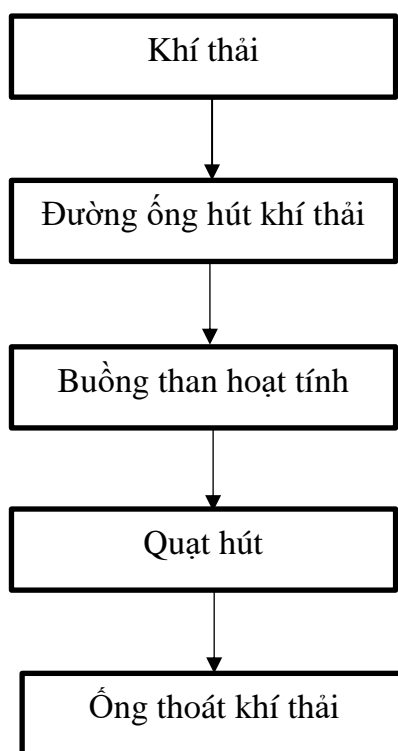 Khí thải
Đường ống hút khí thải
Buồng than hoạt tính
Quạt hút
Ống thoát khí thải